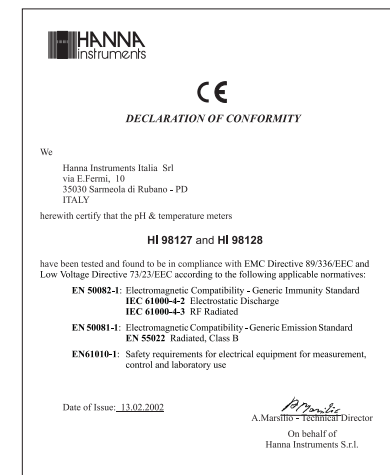 HANNA
instruments
CE
DECLARATION OF CONFORMITY
We
Hanna Instruments Italia Srl
via E.Fermi, 10
35030 Sarmeola di Rubano - PD
ITALY
herewith certify that the pH & temperature meters
HI 98127 and HI 98128
have been tested and found to be in compliance with EMC Directive 89/336/EEC and
Low Voltage Directive 73/23/EEC according to the following applicable normatives:
EN 50082-1: Electromagnetic Compatibility - Generic Immunity Standard
IEC 61000-4-2 Electrostatic Discharge
IEC 61000-4-3 RF Radiated
EN 50081-1: Electromagnetic Compatibility - Generic Emission Standard
EN 55022 Radiated, Class B
EN61010-1: Safety requirements for electrical equipment for measurement,
control and laboratory use
Date of Issue: 13.02.2002
A.Marsilio - Technical Director
On behalf of
Hanna Instruments S.r.l.